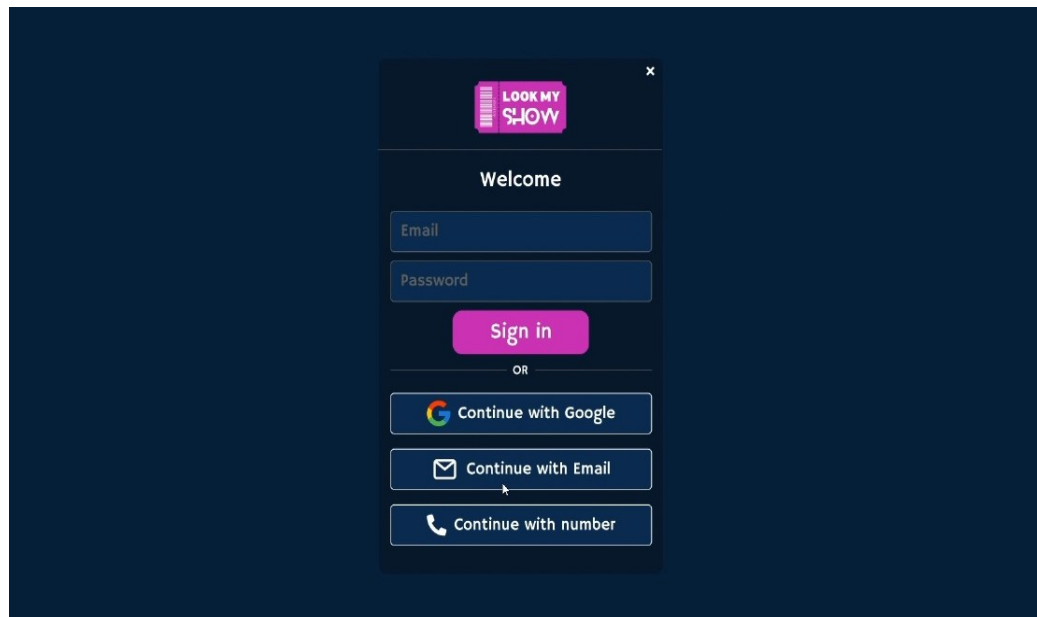 ×
LOOK MY
SHOW
Welcome
Email
Password
Sign in
OR
Continue with Google
Continue with Email
Continue with number